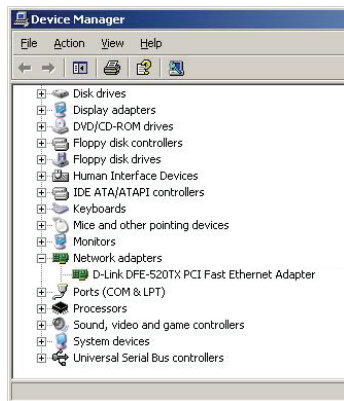 Device Manager
File Action View Help
Disk drives
Display adapters
DVD/CD-ROM drives
Floppy disk controllers
Floppy disk drives
Human Interface Devices
IDE ATA/ATAPI controllers
Keyboards
Mice and other pointing devices
Monitors
Network adapters
D-Link DFE-520TX PCI Fast Ethernet Adapter
Ports (COM & LPT)
Processors
Sound, video and game controllers
System devices
Universal Serial Bus controllers